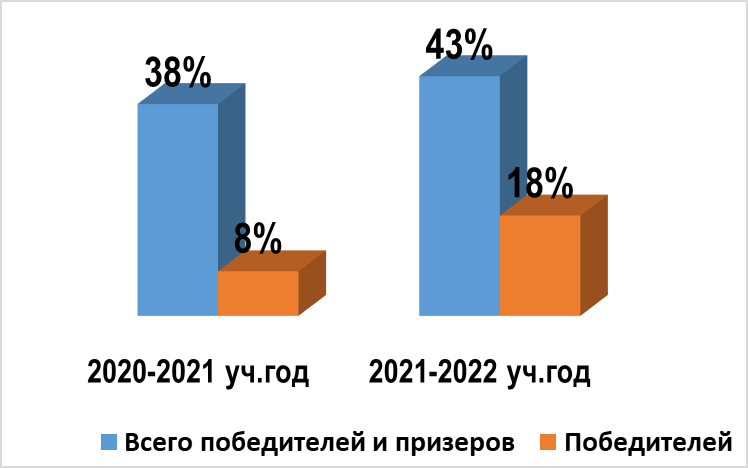 38%
43%
8%
18%
2020-2021 уч.год
2021-2022 уч.год
Всего победителей и призеров
Победителей